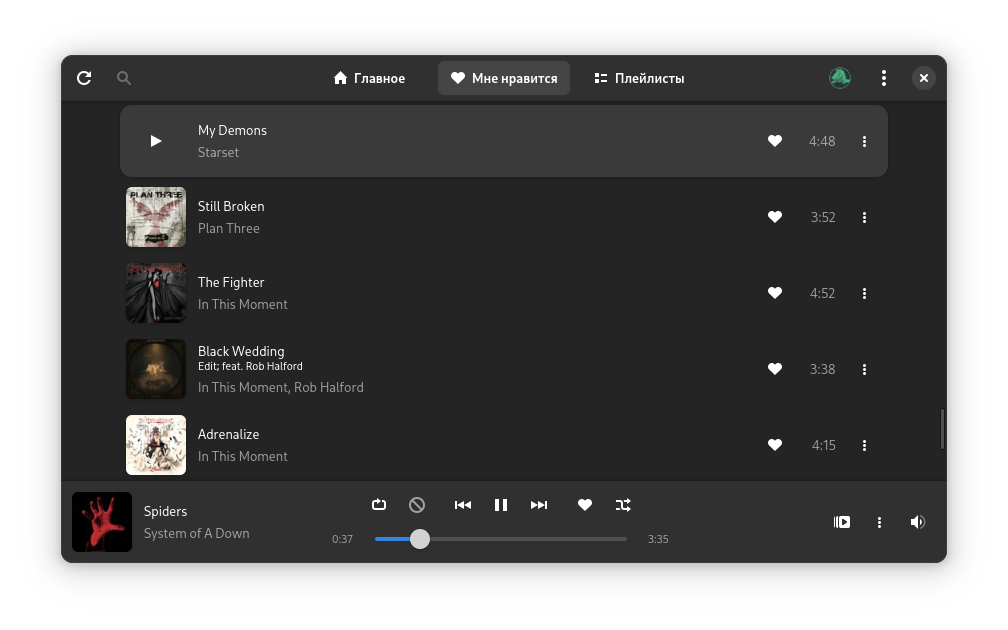 Главное
Мне нравится
Плейлисты
My Demons
Starset
4:48
PLAN THREE
Still Broken
Plan Three
3:52
The Fighter
In This Moment
4:52
Black Wedding
Edit; feat. Rob Halford
In This Moment, Rob Halford
3:38
Adrenalize
In This Moment
4:15
Spiders
System of A Down
0:37
3:35